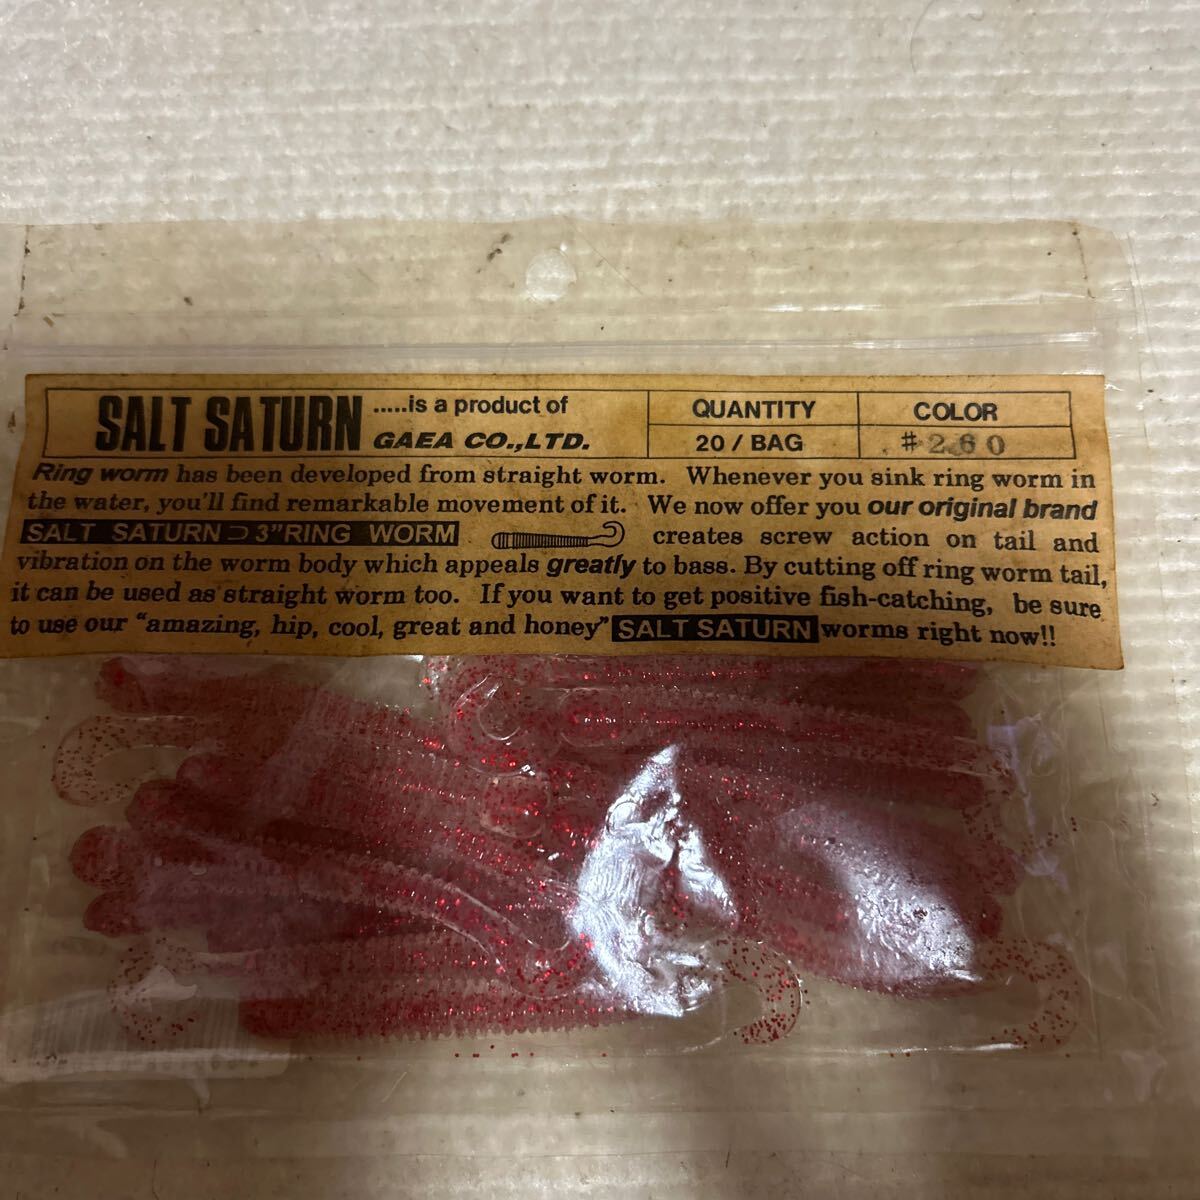 SALT SATURN .....is a product of GAEA CO.,LTD.
QUANTITY COLOR
20 / BAG #260
Ring worm has been developed from straight worm. Whenever you sink ring worm in
the water, you'll find remarkable movement of it. We now offer you our original brand
SALT SATURN⊃3"RING WORM creates screw action on tail and
vibration on the worm body which appeals greatly to bass. By cutting off ring worm tail,
it can be used as straight worm too. If you want to get positive fish-catching, be sure
to use our "amazing, hip, cool, great and honey" SALT SATURN worms right now!!